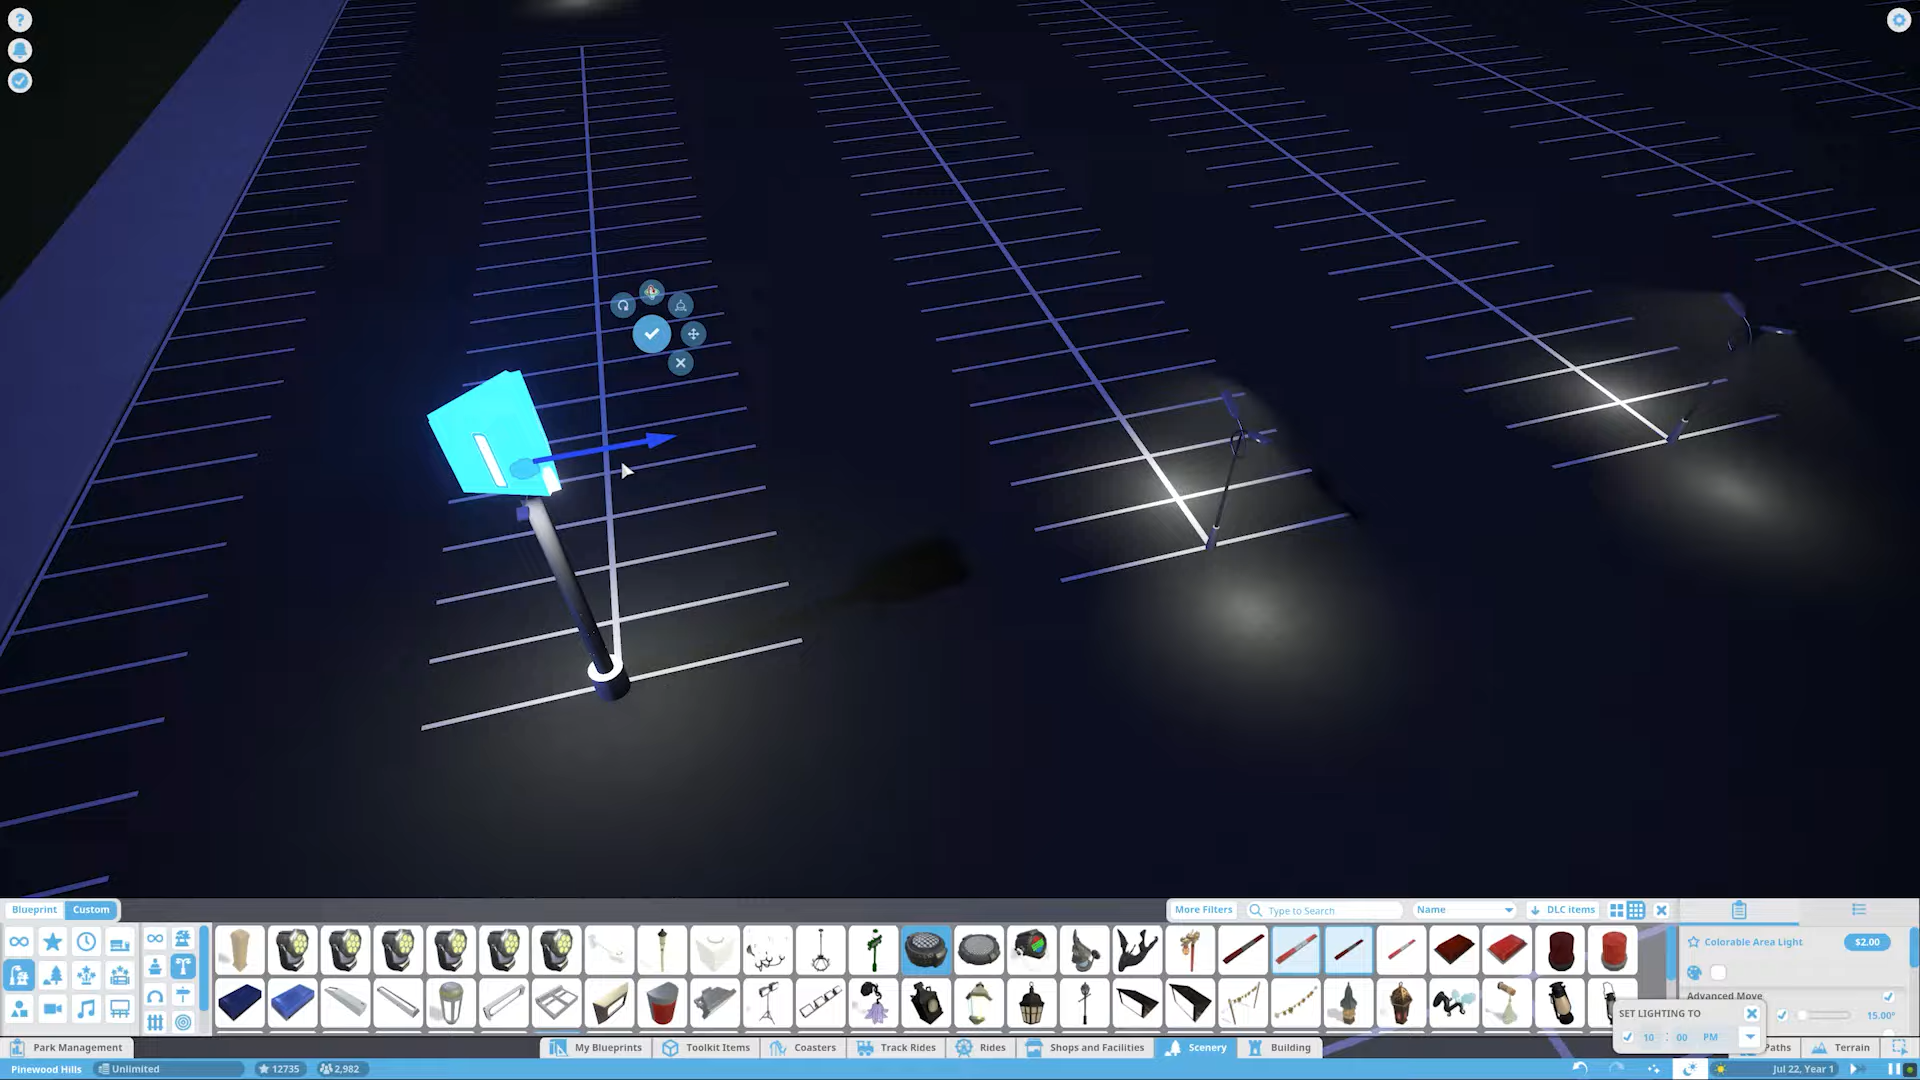 ?
Blueprint
Custom
More Filters
Type to Search
Name
DLC items
Colorable Area Light
$2.00
Advanced Move
15.00°
SET LIGHTING TO
10 : 00 PM
Park Management
My Blueprints
Toolkit Items
Coasters
Track Rides
Rides
Shops and Facilities
Scenery
Building
Paths
Terrain
Pinewood Hills
Unlimited
12735
2,982
Jul 22, Year 1